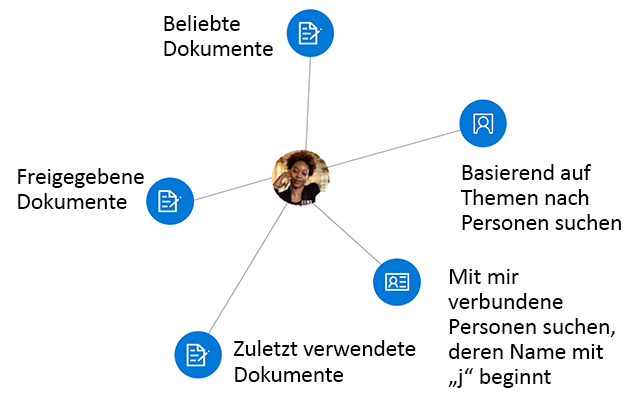 Beliebte
Dokumente
Basierend auf
Themen nach
Personen suchen
Freigegebene
Dokumente
Mit mir
verbundene
Personen suchen,
deren Name mit
„j“ beginnt
Zuletzt verwendete
Dokumente